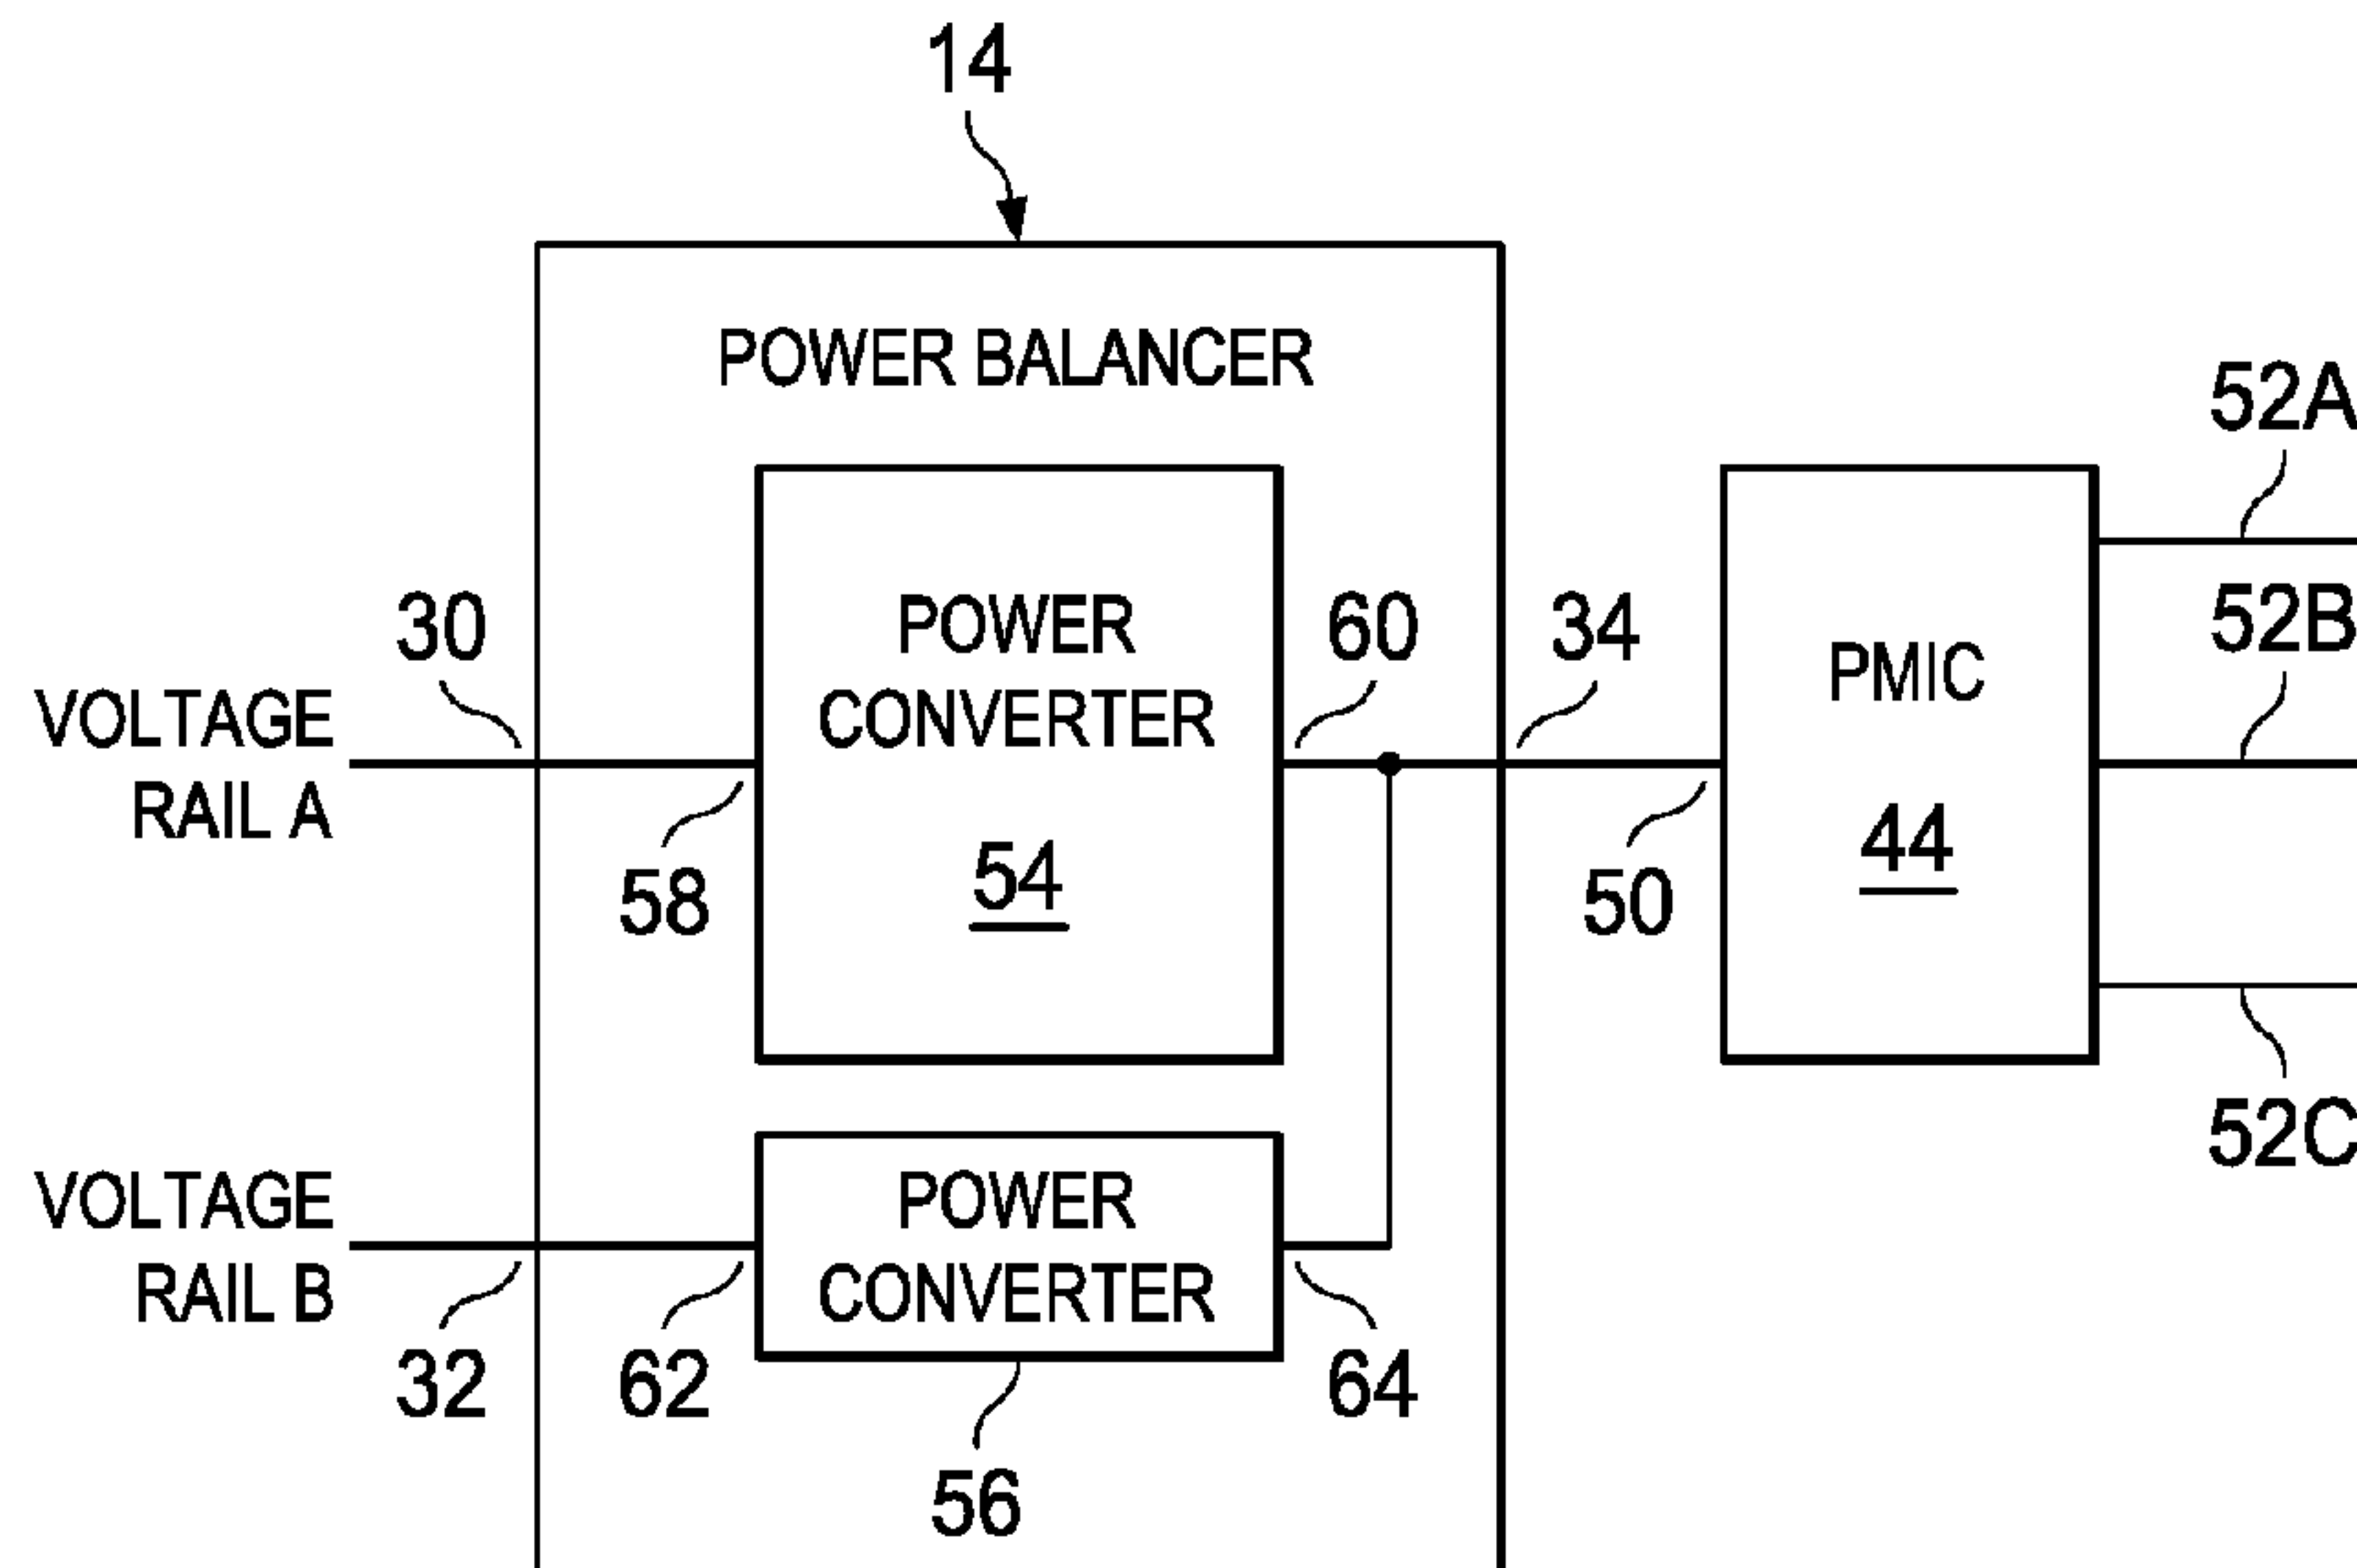 14
POWER BALANCER
52A
30
POWER
CONVERTER
54
60
34
PMIC
44
52B
VOLTAGE
RAIL A
58
50
52C
VOLTAGE
RAIL B
POWER
CONVERTER
32
62
64
56